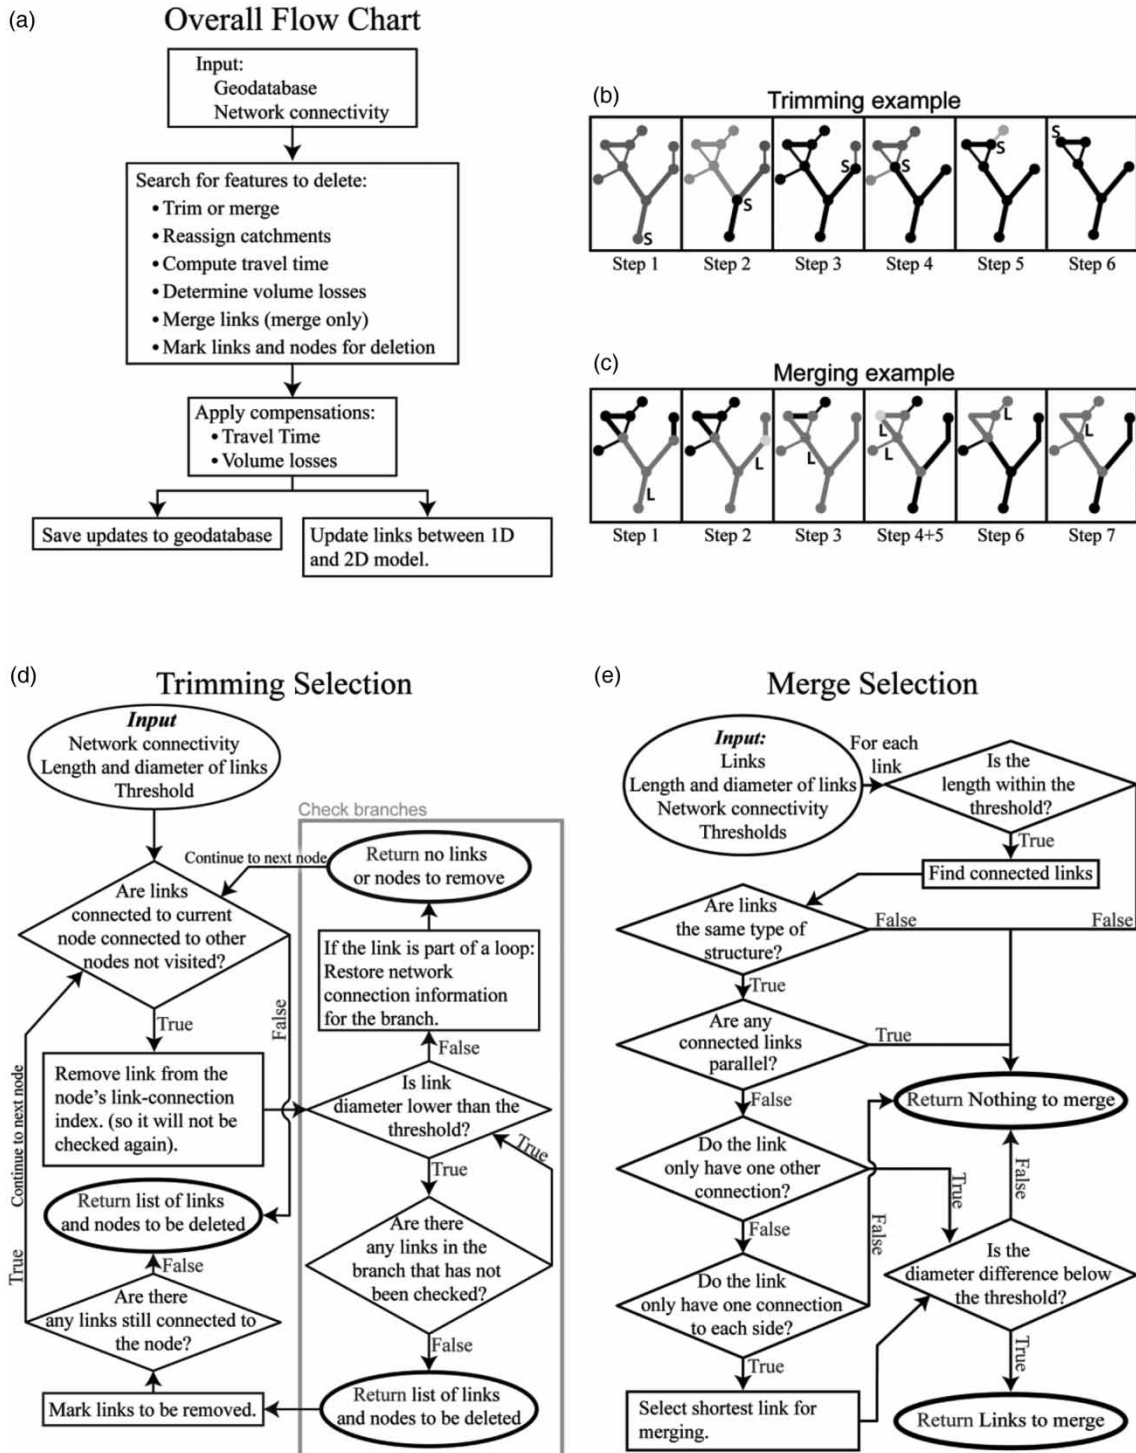 (a)
Overall Flow Chart
Input:
Geodatabase
Network connectivity
Search for features to delete:
• Trim or merge
• Reassign catchments
• Compute travel time
• Determine volume losses
• Merge links (merge only)
• Mark links and nodes for deletion
Apply compensations:
• Travel Time
• Volume losses
Save updates to geodatabase
Update links between 1D
and 2D model.
(b)
Trimming example
S
S
S
S
S
S
Step 1
Step 2
Step 3
Step 4
Step 5
Step 6
(c)
Merging example
L
L
L
L
L
L
L
Step 1
Step 2
Step 3
Step 4+5
Step 6
Step 7
(d)
Trimming Selection
Input
Network connectivity
Length and diameter of links
Threshold
Check branches
Continue to next node
Return no links
or nodes to remove
Are links
connected to current
node connected to other
nodes not visited?
If the link is part of a loop:
Restore network
connection information
for the branch.
True
False
False
Continue to next node
Remove link from the
node's link-connection
index. (so it will not be
checked again).
Is link
diameter lower than the
threshold?
True
True
Return list of links
and nodes to be deleted
Are there
any links in the
branch that has not
been checked?
True
False
Are there
any links still connected to
the node?
False
Mark links to be removed.
Return list of links
and nodes to be deleted
(e)
Merge Selection
Input:
Links
Length and diameter of links
Network connectivity
Thresholds
For each
link
Is the
length within the
threshold?
True
Find connected links
Are links
the same type of
structure?
False
False
True
Are any
connected links
parallel?
True
False
Return Nothing to merge
Do the link
only have one other
connection?
True
False
False
False
Is the
diameter difference below
the threshold?
Do the link
only have one connection
to each side?
True
True
Select shortest link for
merging.
Return Links to merge